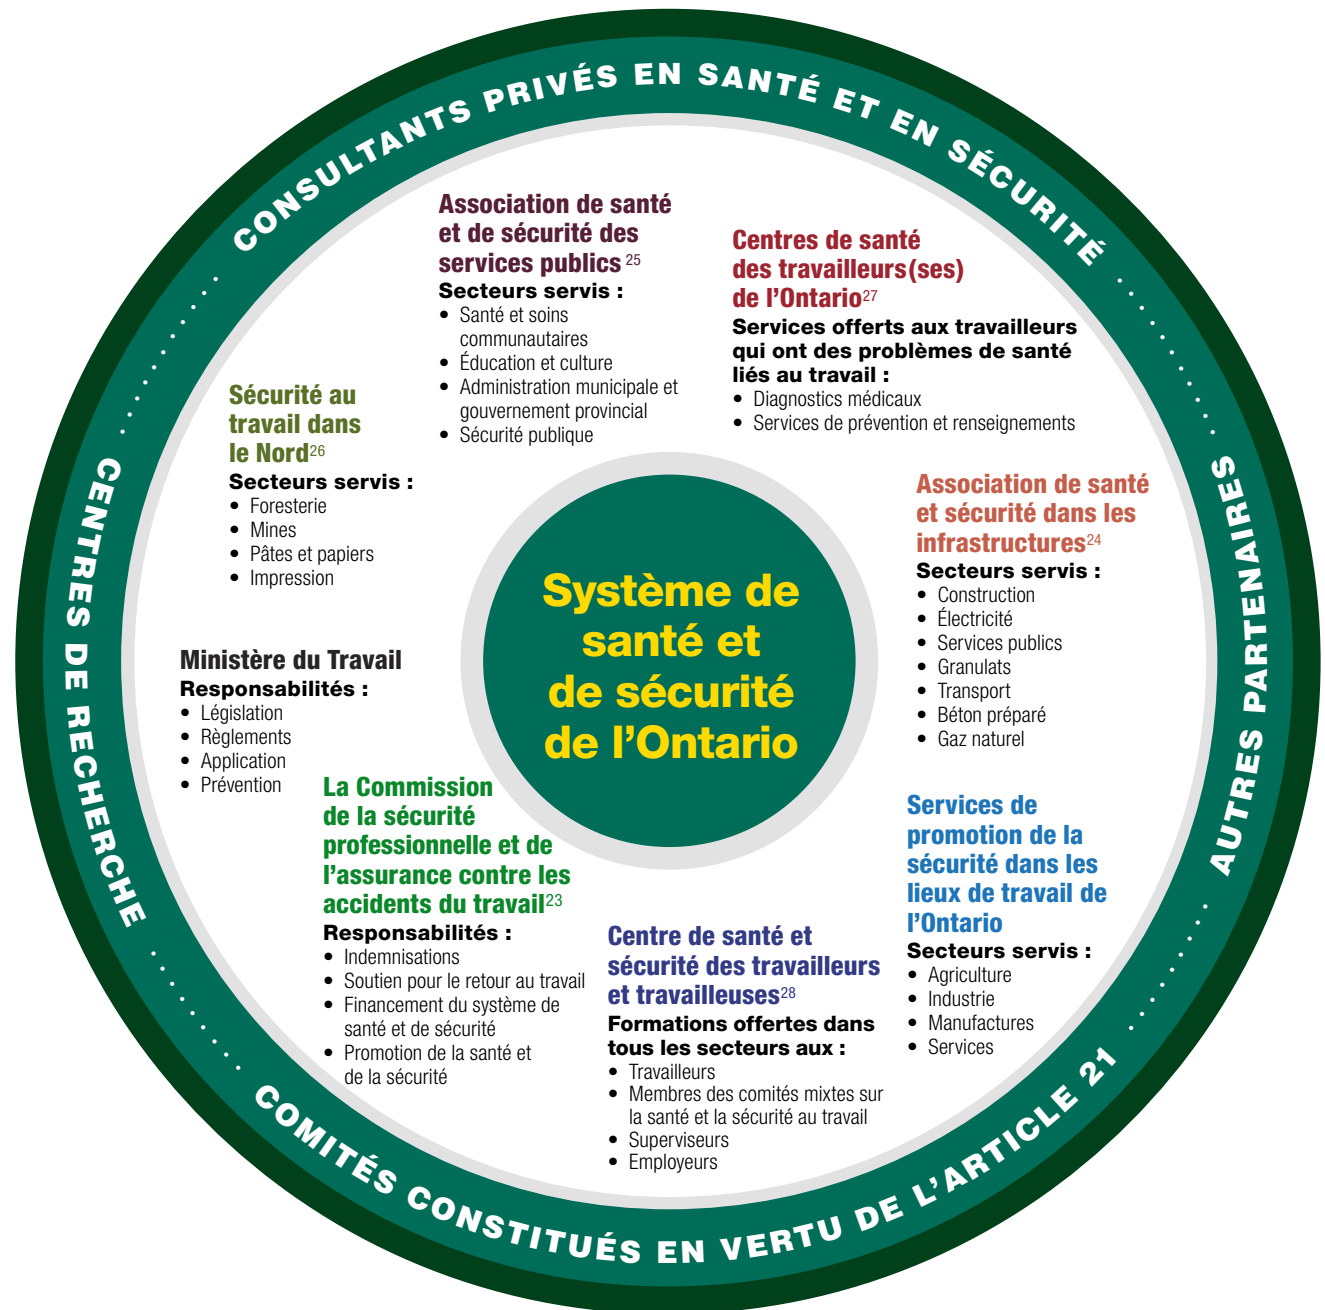 CONSULTANTS PRIVÉS EN SANTÉ ET EN SÉCURITÉ
AUTRES PARTENAIRES
COMITÉS CONSTITUÉS EN VERTU DE L’ARTICLE 21
CENTRES DE RECHERCHE
Système de
santé et
de sécurité
de l’Ontario
Association de santé
et de sécurité des
services publics 25
Secteurs servis :
• Santé et soins
communautaires
• Éducation et culture
• Administration municipale et
gouvernement provincial
• Sécurité publique
Centres de santé
des travailleurs(ses)
de l’Ontario27
Services offerts aux travailleurs
qui ont des problèmes de santé
liés au travail :
• Diagnostics médicaux
• Services de prévention et renseignements
Association de santé
et sécurité dans les
infrastructures24
Secteurs servis :
• Construction
• Électricité
• Services publics
• Granulats
• Transport
• Béton préparé
• Gaz naturel
Services de
promotion de la
sécurité dans les
lieux de travail de
l’Ontario
Secteurs servis :
• Agriculture
• Industrie
• Manufactures
• Services
Centre de santé et
sécurité des travailleurs
et travailleuses28
Formations offertes dans
tous les secteurs aux :
• Travailleurs
• Membres des comités mixtes sur
la santé et la sécurité au travail
• Superviseurs
• Employeurs
La Commission
de la sécurité
professionnelle et de
l’assurance contre les
accidents du travail23
Responsabilités :
• Indemnisations
• Soutien pour le retour au travail
• Financement du système de
santé et de sécurité
• Promotion de la santé et
de la sécurité
Ministère du Travail
Responsabilités :
• Législation
• Règlements
• Application
• Prévention
Sécurité au
travail dans
le Nord26
Secteurs servis :
• Foresterie
• Mines
• Pâtes et papiers
• Impression